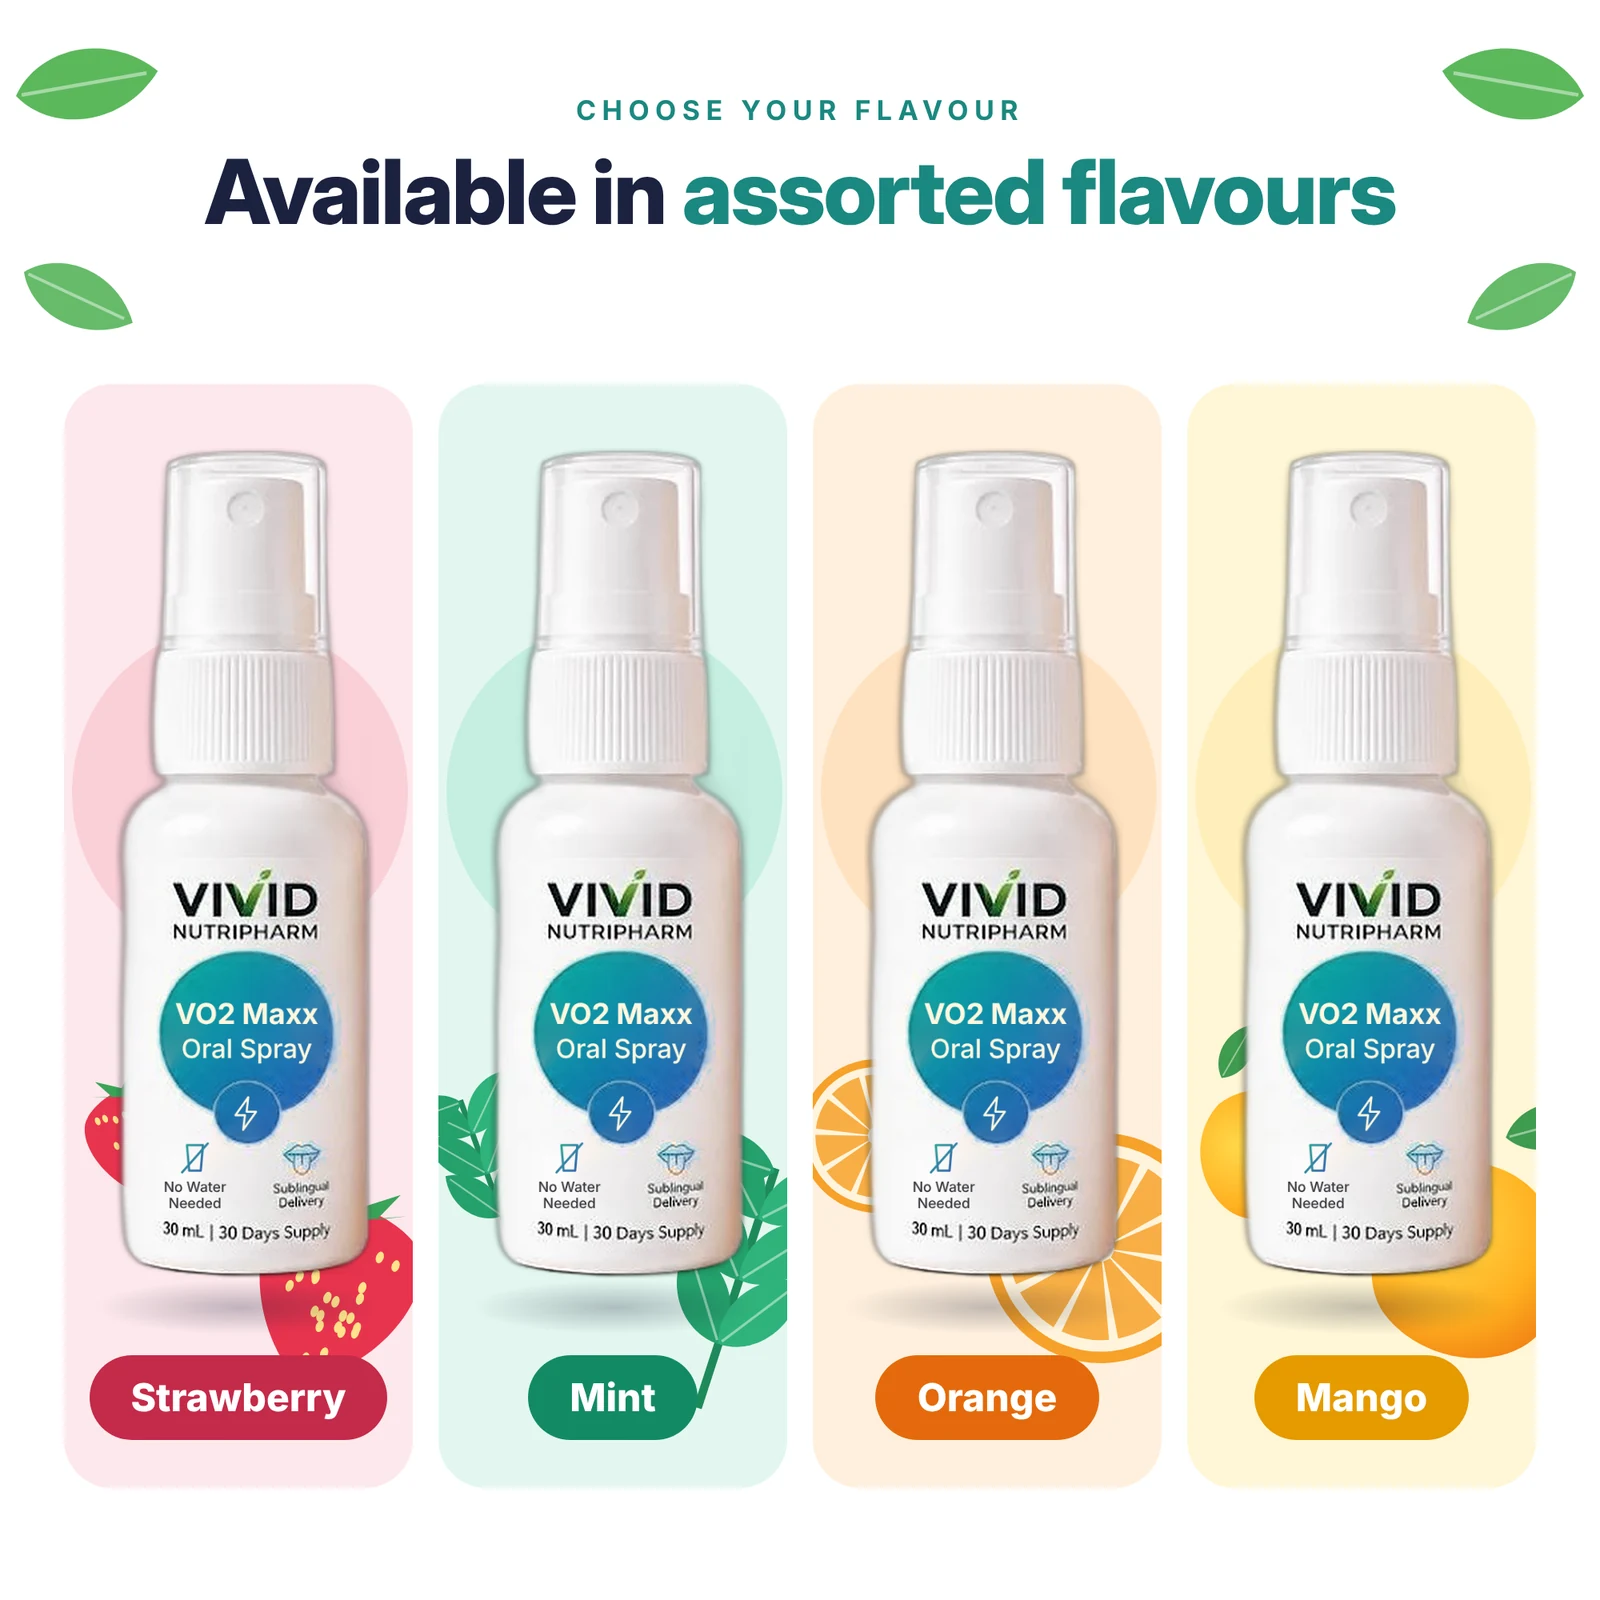 CHOOSE YOUR FLAVOUR
Available in assorted flavours
VIVID
NUTRIPHARM
VO2 Maxx
Oral Spray
No Water
Needed
Sublingual
Delivery
30 mL | 30 Days Supply
Strawberry
VIVID
NUTRIPHARM
VO2 Maxx
Oral Spray
No Water
Needed
Sublingual
Delivery
30 mL | 30 Days Supply
Mint
VIVID
NUTRIPHARM
VO2 Maxx
Oral Spray
No Water
Needed
Sublingual
Delivery
30 mL | 30 Days Supply
Orange
VIVID
NUTRIPHARM
VO2 Maxx
Oral Spray
No Water
Needed
Sublingual
Delivery
30 mL | 30 Days Supply
Mango